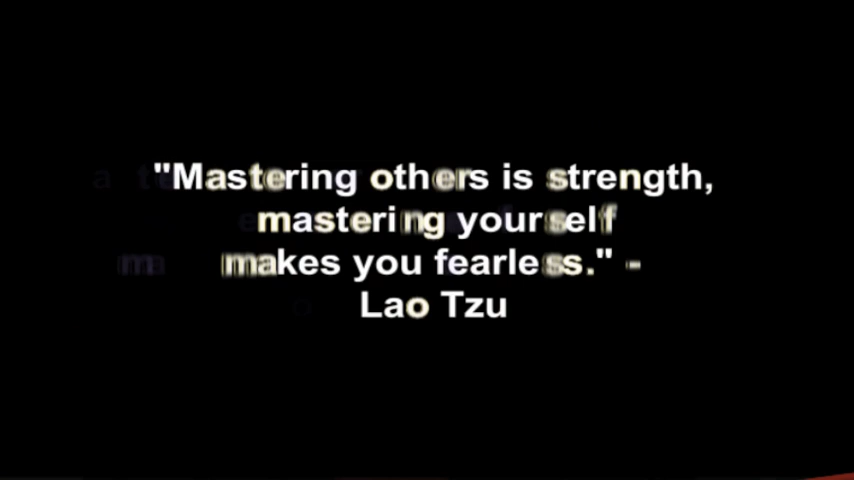 "Mastering others is strength,
mastering yourself
makes you fearless." -
Lao Tzu